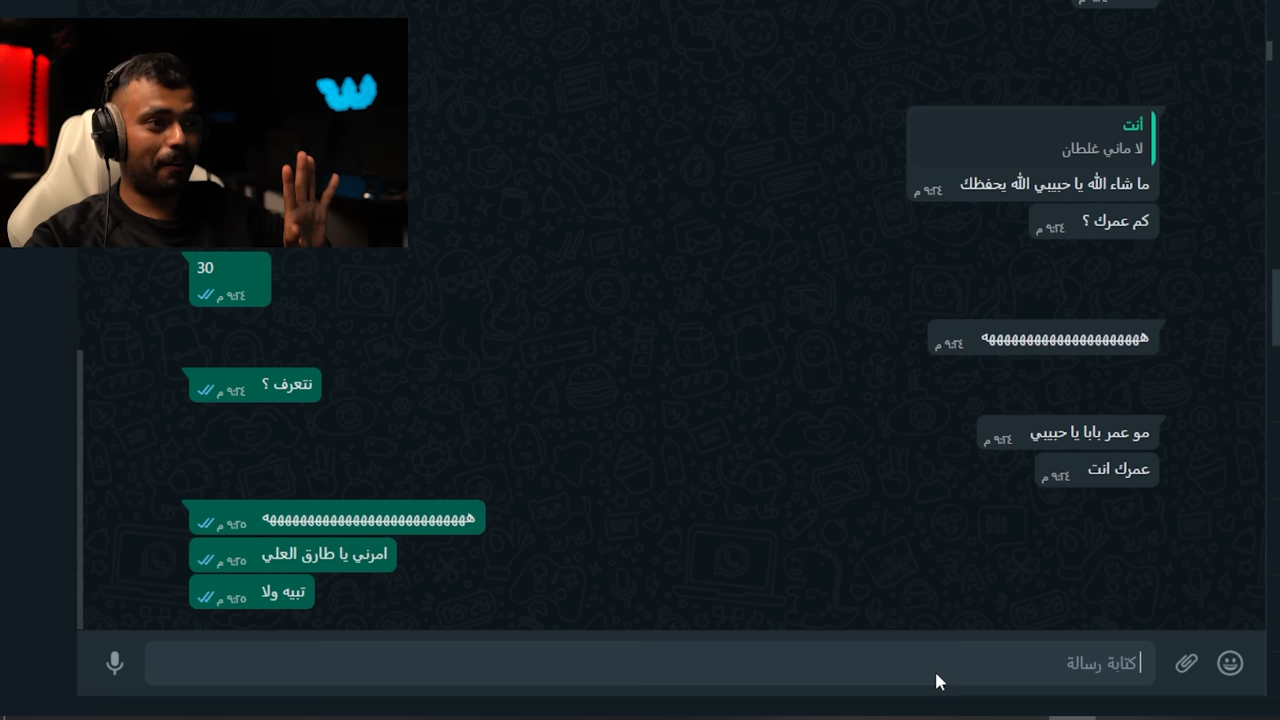 أنت
لا ماني غلطان
ما شاء الله يا حبيبي الله يحفظك ٩:٢٤ م
كم عمرك ؟ ٩:٢٤ م
30
٩:٢٤ م
هههههههههههههههههههههه ٩:٢٤ م
نتعرف ؟ ٩:٢٤ م
مو عمر بابا يا حبيبي ٩:٢٤ م
عمرك انت ٩:٢٤ م
هههههههههههههههههههههههههههه ٩:٢٥ م
امرني يا طارق العلي ٩:٢٥ م
تبيه ولا ٩:٢٥ م
كتابة رسالة